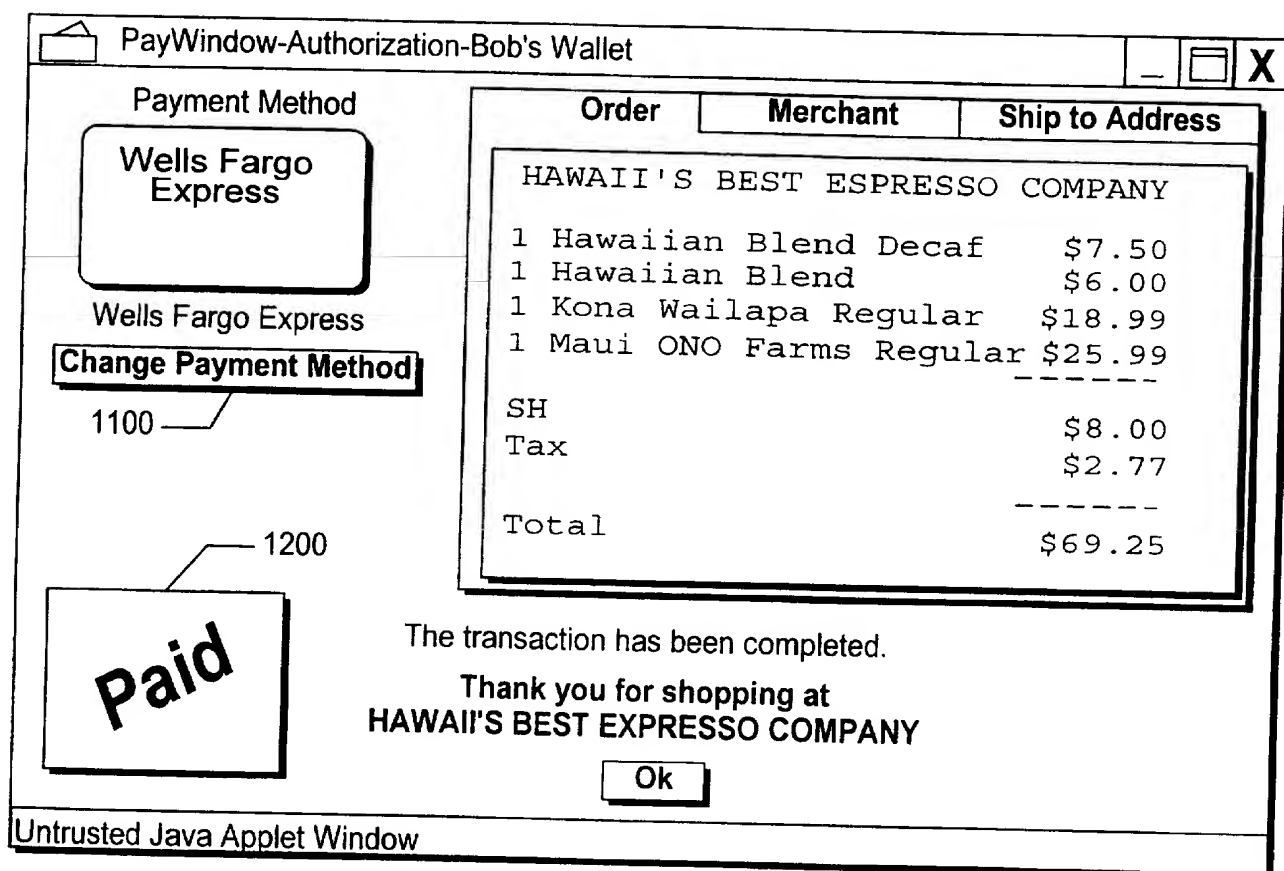 PayWindow-Authorization-Bob's Wallet
_ X
Payment Method
Wells Fargo
Express
Wells Fargo Express
Change Payment Method
1100
Order Merchant Ship to Address
HAWAII'S BEST ESPRESSO COMPANY
1 Hawaiian Blend Decaf $7.50
1 Hawaiian Blend $6.00
1 Kona Wailapa Regular $18.99
1 Maui ONO Farms Regular $25.99
------
SH $8.00
Tax $2.77
------
Total $69.25
1200
Paid
The transaction has been completed.
Thank you for shopping at
HAWAII'S BEST EXPRESSO COMPANY
Ok
Untrusted Java Applet Window